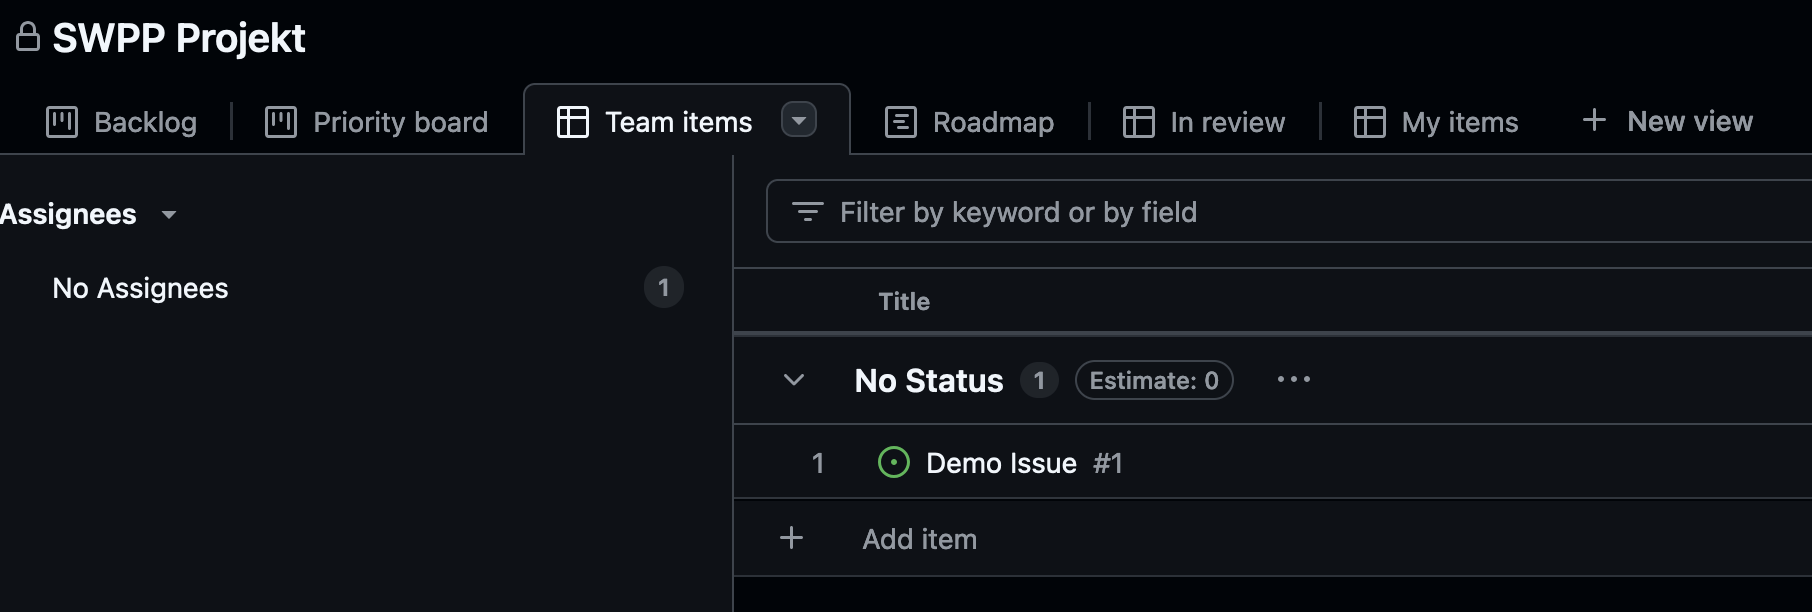 SWPP Projekt
Backlog
Priority board
Team items
Roadmap
In review
My items
New view
Assignees
No Assignees 1
Filter by keyword or by field
Title
No Status 1 Estimate: 0
1 Demo Issue #1
Add item